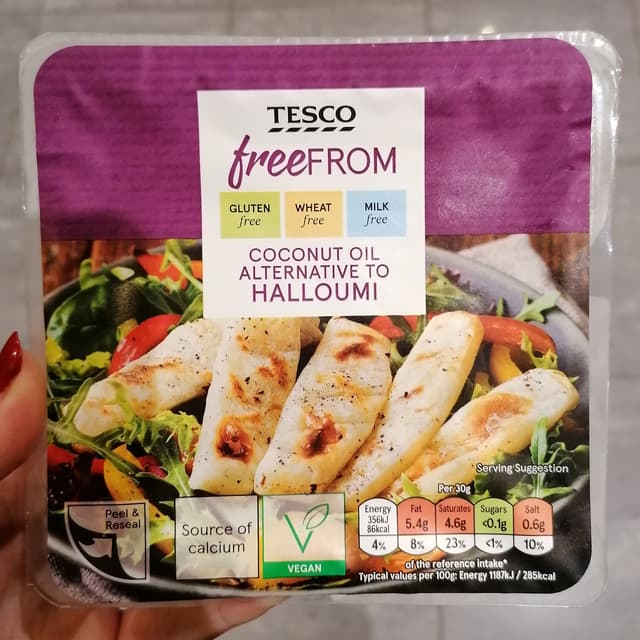 TESCO
freeFROM
GLUTEN
free
WHEAT
free
MILK
free
COCONUT OIL
ALTERNATIVE TO
HALLOUMI
Serving Suggestion
Peel &
Reseal
Source of
calcium
V
VEGAN
Per 30g
Energy
356kJ
86kcal
4%
Fat
5.4g
8%
Saturates
4.6g
23%
Sugars
<0.1g
<1%
Salt
0.6g
10%
of the reference intake*
Typical values per 100g: Energy 1187kJ / 285kcal